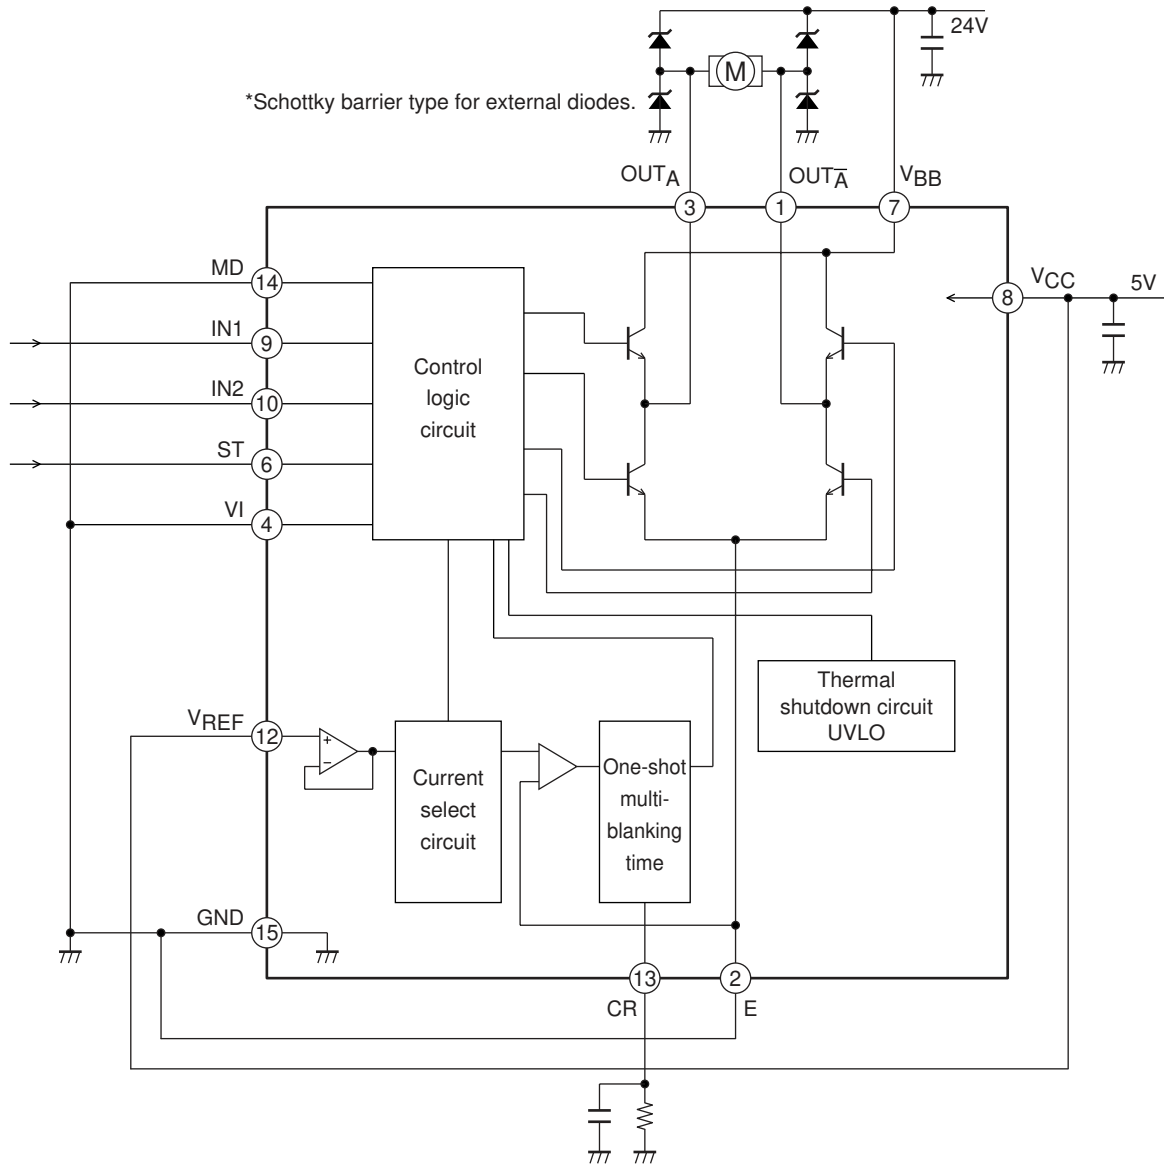 24V
M
*Schottky barrier type for external diodes.
OUTA
OUTA̅
VBB
3
1
7
MD
14
VCC
5V
8
IN1
9
IN2
10
ST
6
VI
4
Control
logic
circuit
Thermal
shutdown circuit
UVLO
VREF
12
+
−
Current
select
circuit
One-shot
multi-
blanking
time
GND
15
13
2
CR
E